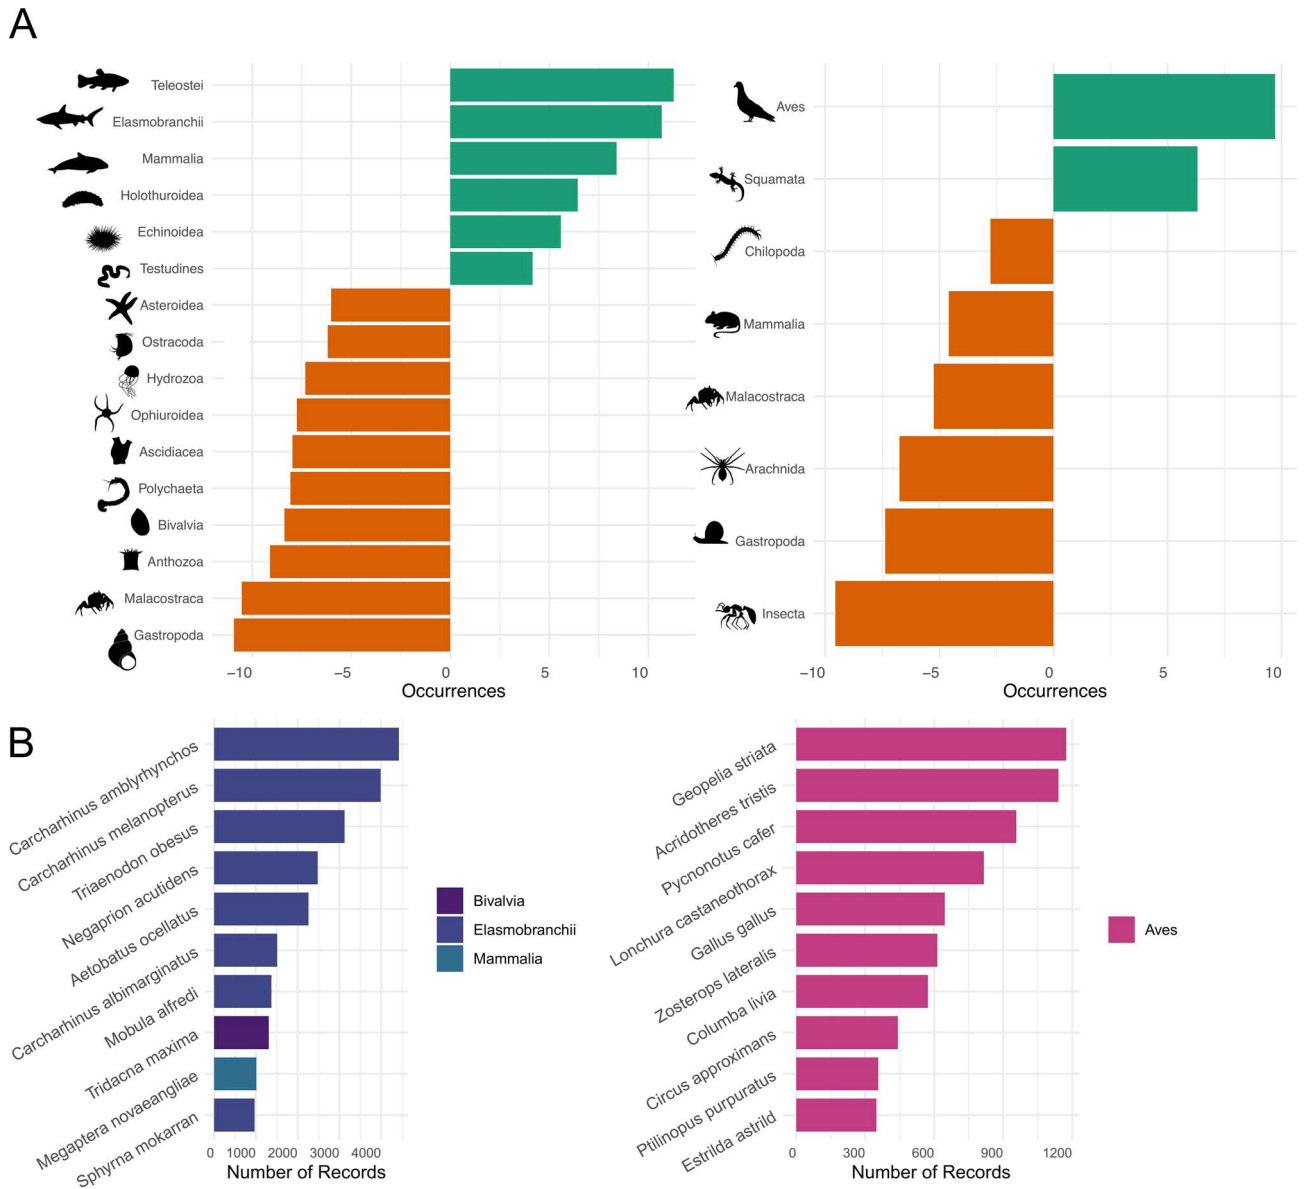 A
Teleostei
Elasmobranchii
Mammalia
Holothuroidea
Echinoidea
Testudines
Asteroidea
Ostracoda
Hydrozoa
Ophiuroidea
Ascidiacea
Polychaeta
Bivalvia
Anthozoa
Malacostraca
Gastropoda
−10 −5 0 5 10
Occurrences
Aves
Squamata
Chilopoda
Mammalia
Malacostraca
Arachnida
Gastropoda
Insecta
−10 −5 0 5 10
Occurrences
B
Carcharhinus amblyrhynchos
Carcharhinus melanopterus
Triaenodon obesus
Negaprion acutidens
Aetobatus ocellatus
Carcharhinus albimarginatus
Mobula alfredi
Tridacna maxima
Megaptera novaeangliae
Sphyrna mokarran
0 1000 2000 3000 4000
Number of Records
Bivalvia
Elasmobranchii
Mammalia
Geopelia striata
Acridotheres tristis
Pycnonotus cafer
Lonchura castaneothorax
Gallus gallus
Zosterops lateralis
Columba livia
Circus approximans
Ptilinopus purpuratus
Estrilda astrild
0 300 600 900 1200
Number of Records
Aves